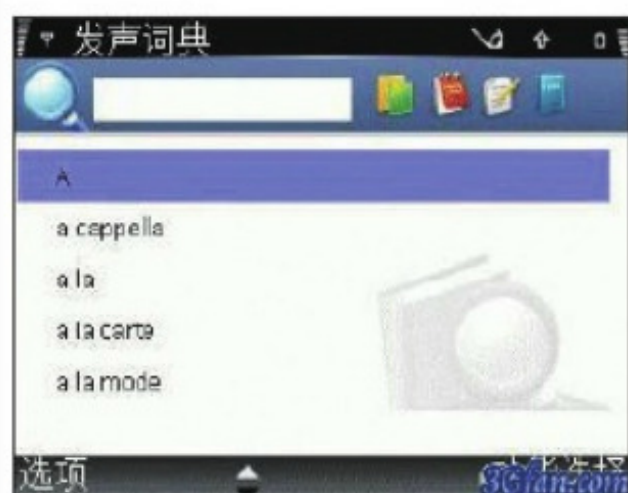 发声词典
A
a cappella
a la
a la carte
a la mode
选项
3Gfan.com